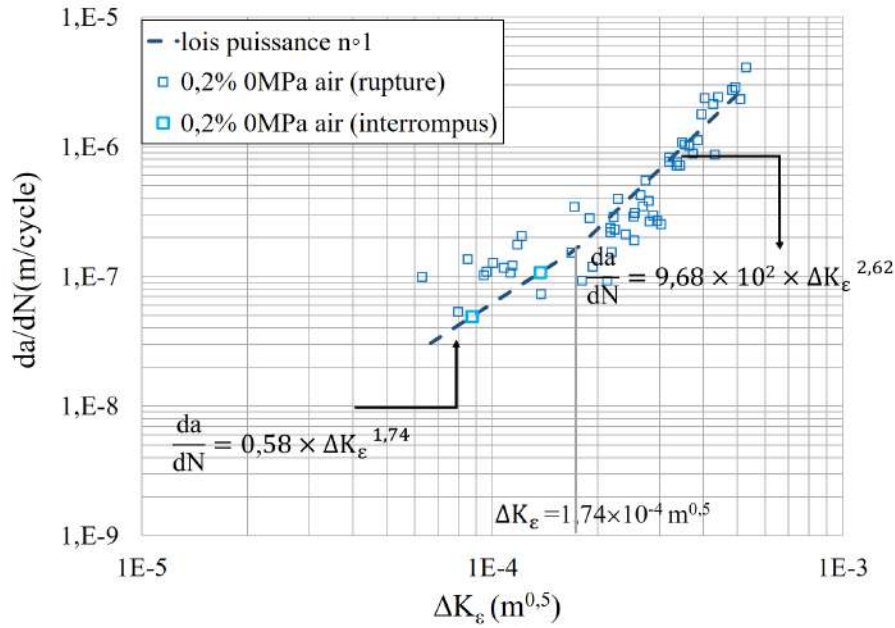 1,E-5
1,E-6
1,E-7
1,E-8
1,E-9
da/dN(m/cycle)
lois puissance n∘1
0,2% 0MPa air (rupture)
0,2% 0MPa air (interrompus)
da/dN = 9,68 × 10² × ΔKε^2,62
da/dN = 0,58 × ΔKε^1,74
ΔKε =1,74×10⁻⁴ m^0,5
1E-5 1E-4 1E-3
ΔKε (m^0,5)